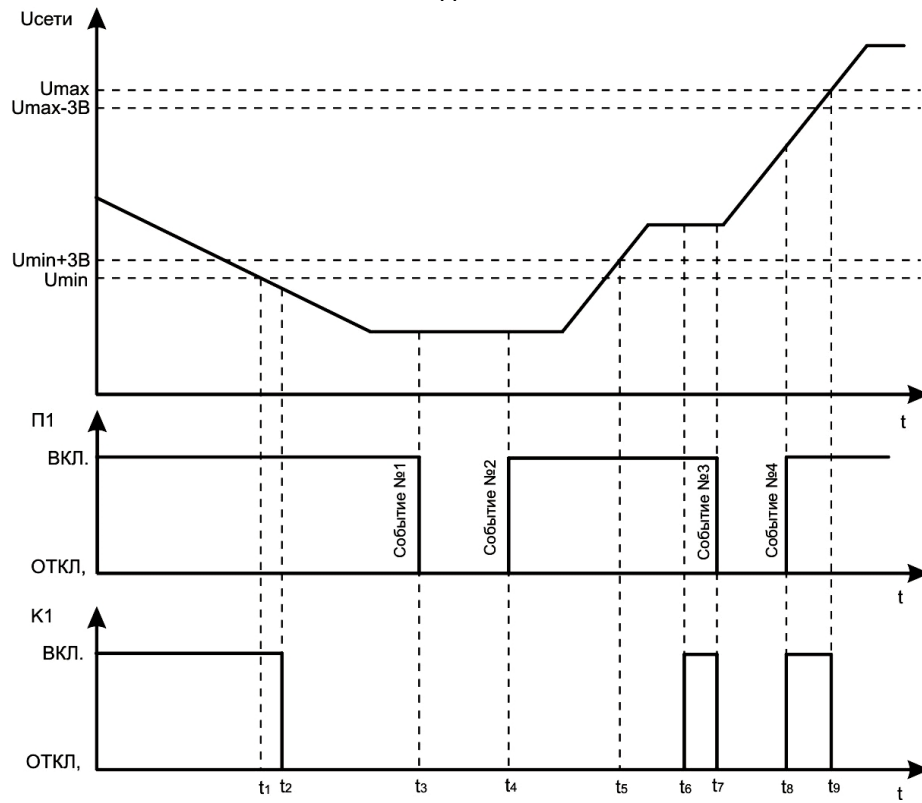 Uсети
Umax
Umax-3В
Umin+3В
Umin
t
П1
ВКЛ.
Событие №1
Событие №2
Событие №3
Событие №4
ОТКЛ,
t
К1
ВКЛ.
ОТКЛ,
t1 t2 t3 t4 t5 t6 t7 t8 t9 t